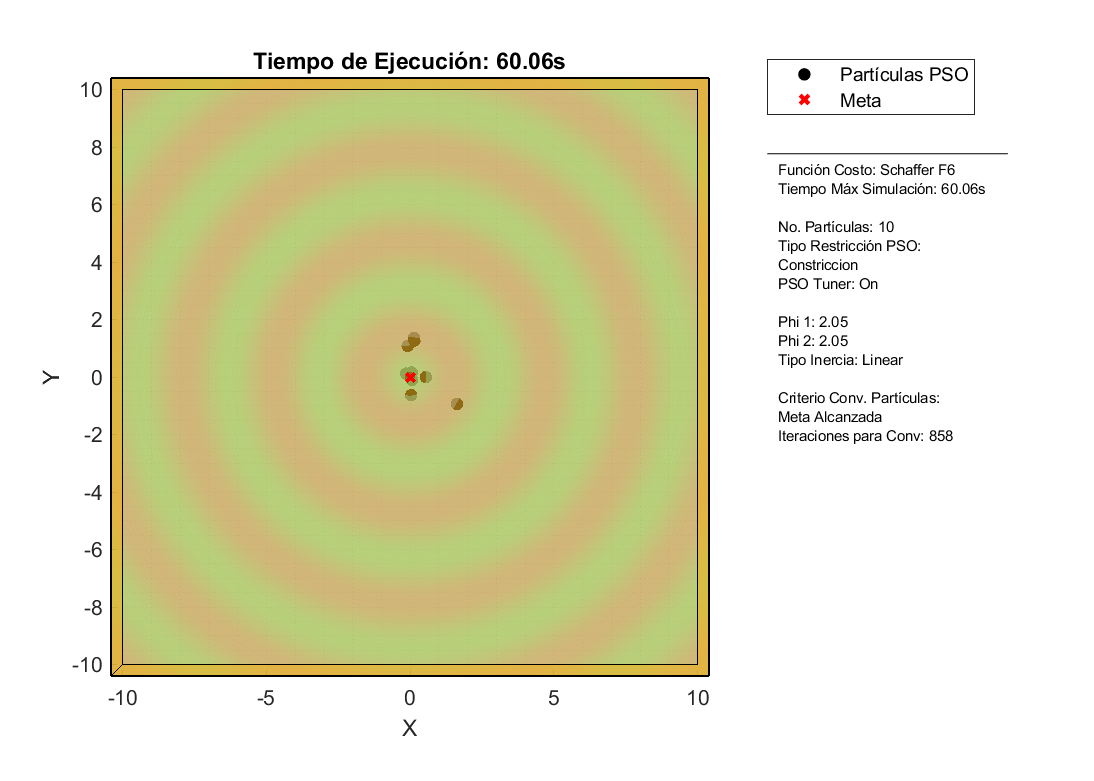 Tiempo de Ejecución: 60.06s
10
8
6
4
2
0
-2
-4
-6
-8
-10
Y
-10
-5
0
5
10
X
Partículas PSO
Meta
Función Costo: Schaffer F6
Tiempo Máx Simulación: 60.06s
No. Partículas: 10
Tipo Restricción PSO:
Constriccion
PSO Tuner: On
Phi 1: 2.05
Phi 2: 2.05
Tipo Inercia: Linear
Criterio Conv. Partículas:
Meta Alcanzada
Iteraciones para Conv: 858